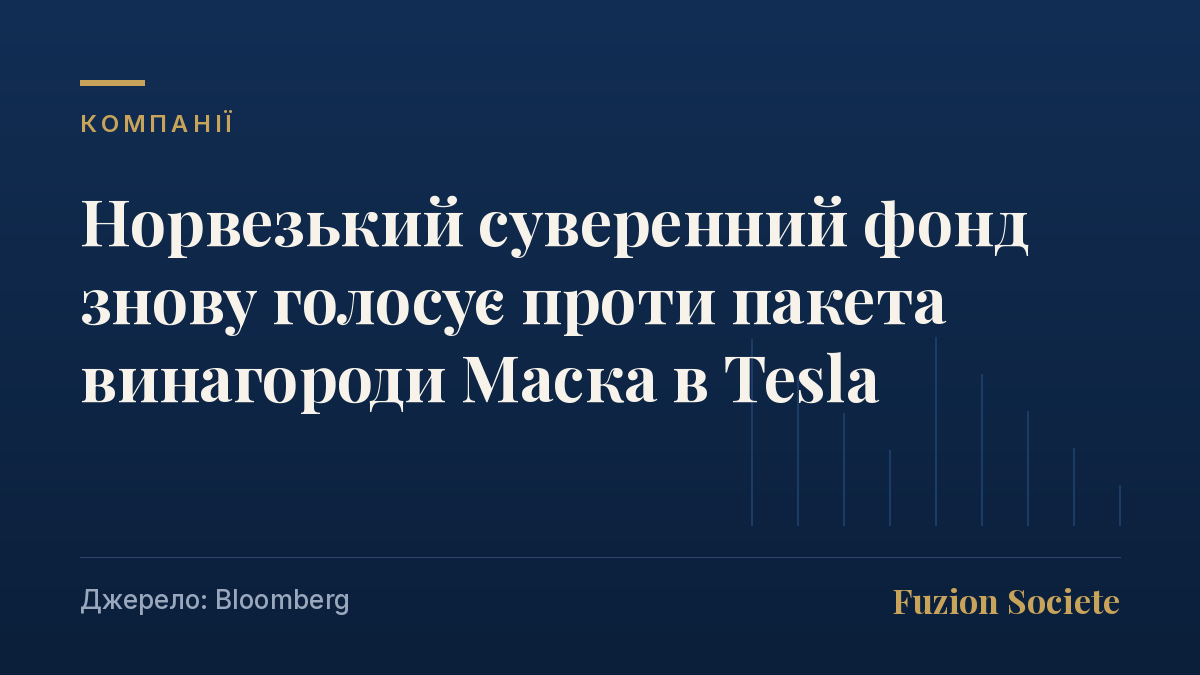 КОМПАНІЇ
Норвезький суверенний фонд
знову голосує проти пакета
винагороди Маска в Tesla
Джерело: Bloomberg
Fuzion Societe